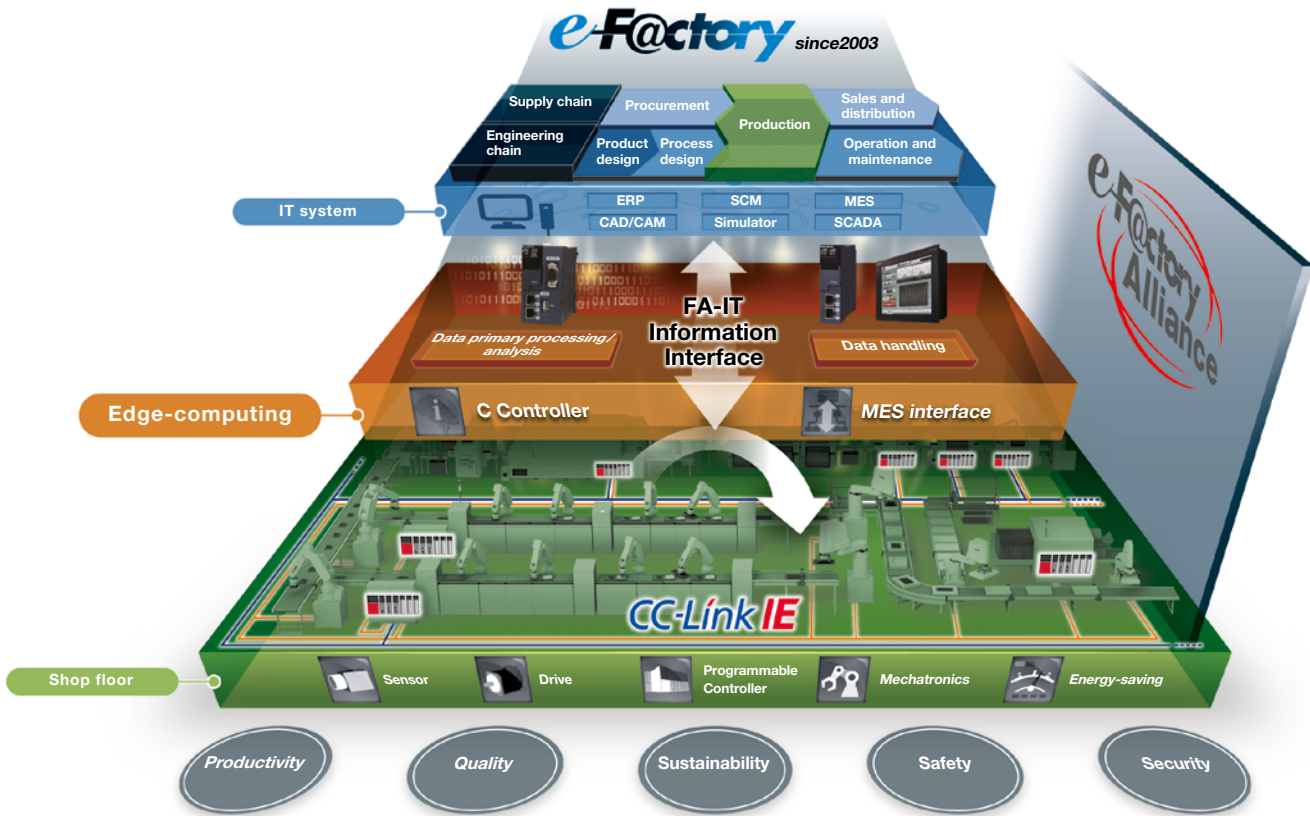 e-F@ctory since2003
Supply chain
Procurement
Production
Sales and
distribution
Engineering
chain
Product
design
Process
design
Operation and
maintenance
IT system
ERP
SCM
MES
CAD/CAM
Simulator
SCADA
e-F@ctory
Alliance
FA-IT
Information
Interface
Data primary processing/
analysis
Data handling
Edge-computing
C Controller
MES interface
CC-Link IE
Shop floor
Sensor
Drive
Programmable
Controller
Mechatronics
Energy-saving
Productivity
Quality
Sustainability
Safety
Security